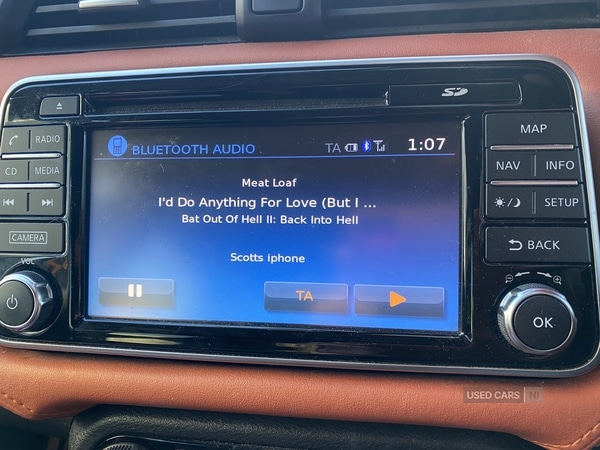 SD
RADIO
CD
MEDIA
CAMERA
VOL
BLUETOOTH AUDIO
TA
1:07
Meat Loaf
I'd Do Anything For Love (But I ...
Bat Out Of Hell II: Back Into Hell
Scotts iphone
TA
MAP
NAV
INFO
SETUP
BACK
OK
USED CARS NI